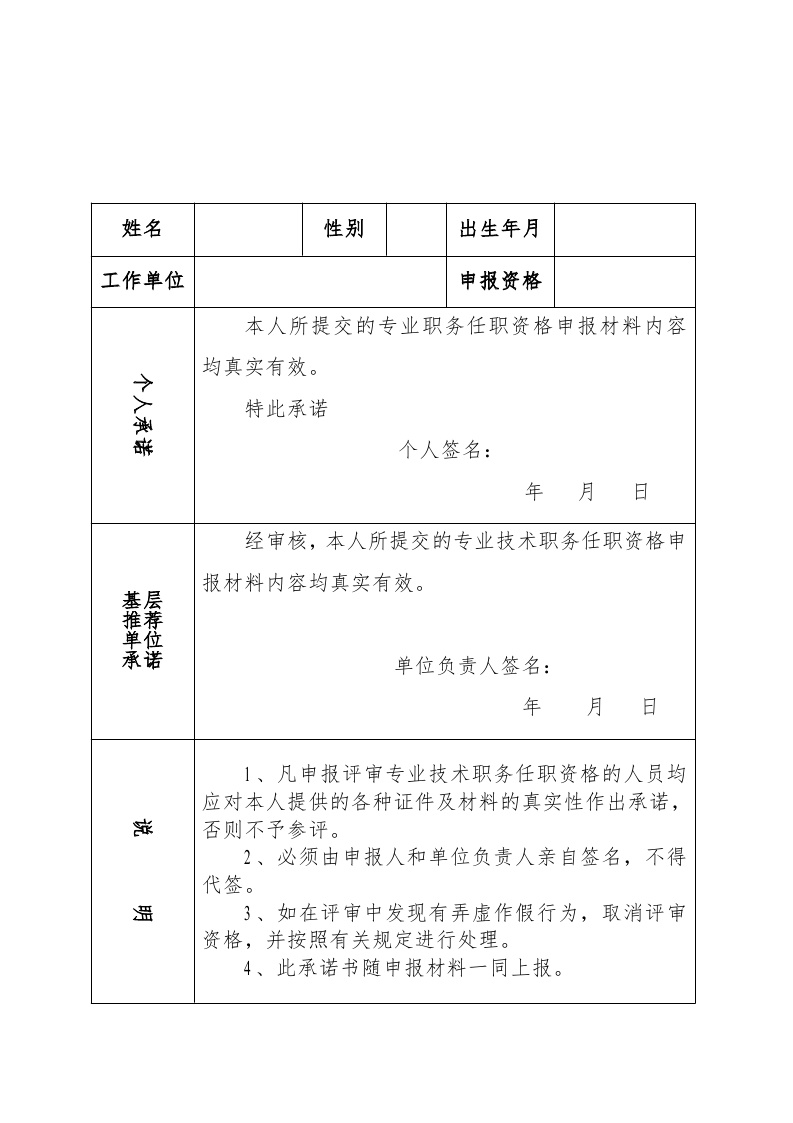 姓名 性别 出生年月
工作单位 申报资格
个人承诺
本人所提交的专业职务任职资格申报材料内容
均真实有效。
特此承诺
个人签名：
年 月 日
基层
推荐
单位
承诺
经审核，本人所提交的专业技术职务任职资格申
报材料内容均真实有效。
单位负责人签名：
年 月 日
说明
1、凡申报评审专业技术职务任职资格的人员均
应对本人提供的各种证件及材料的真实性作出承诺，
否则不予参评。
2、必须由申报人和单位负责人亲自签名，不得
代签。
3、如在评审中发现有弄虚作假行为，取消评审
资格，并按照有关规定进行处理。
4、此承诺书随申报材料一同上报。